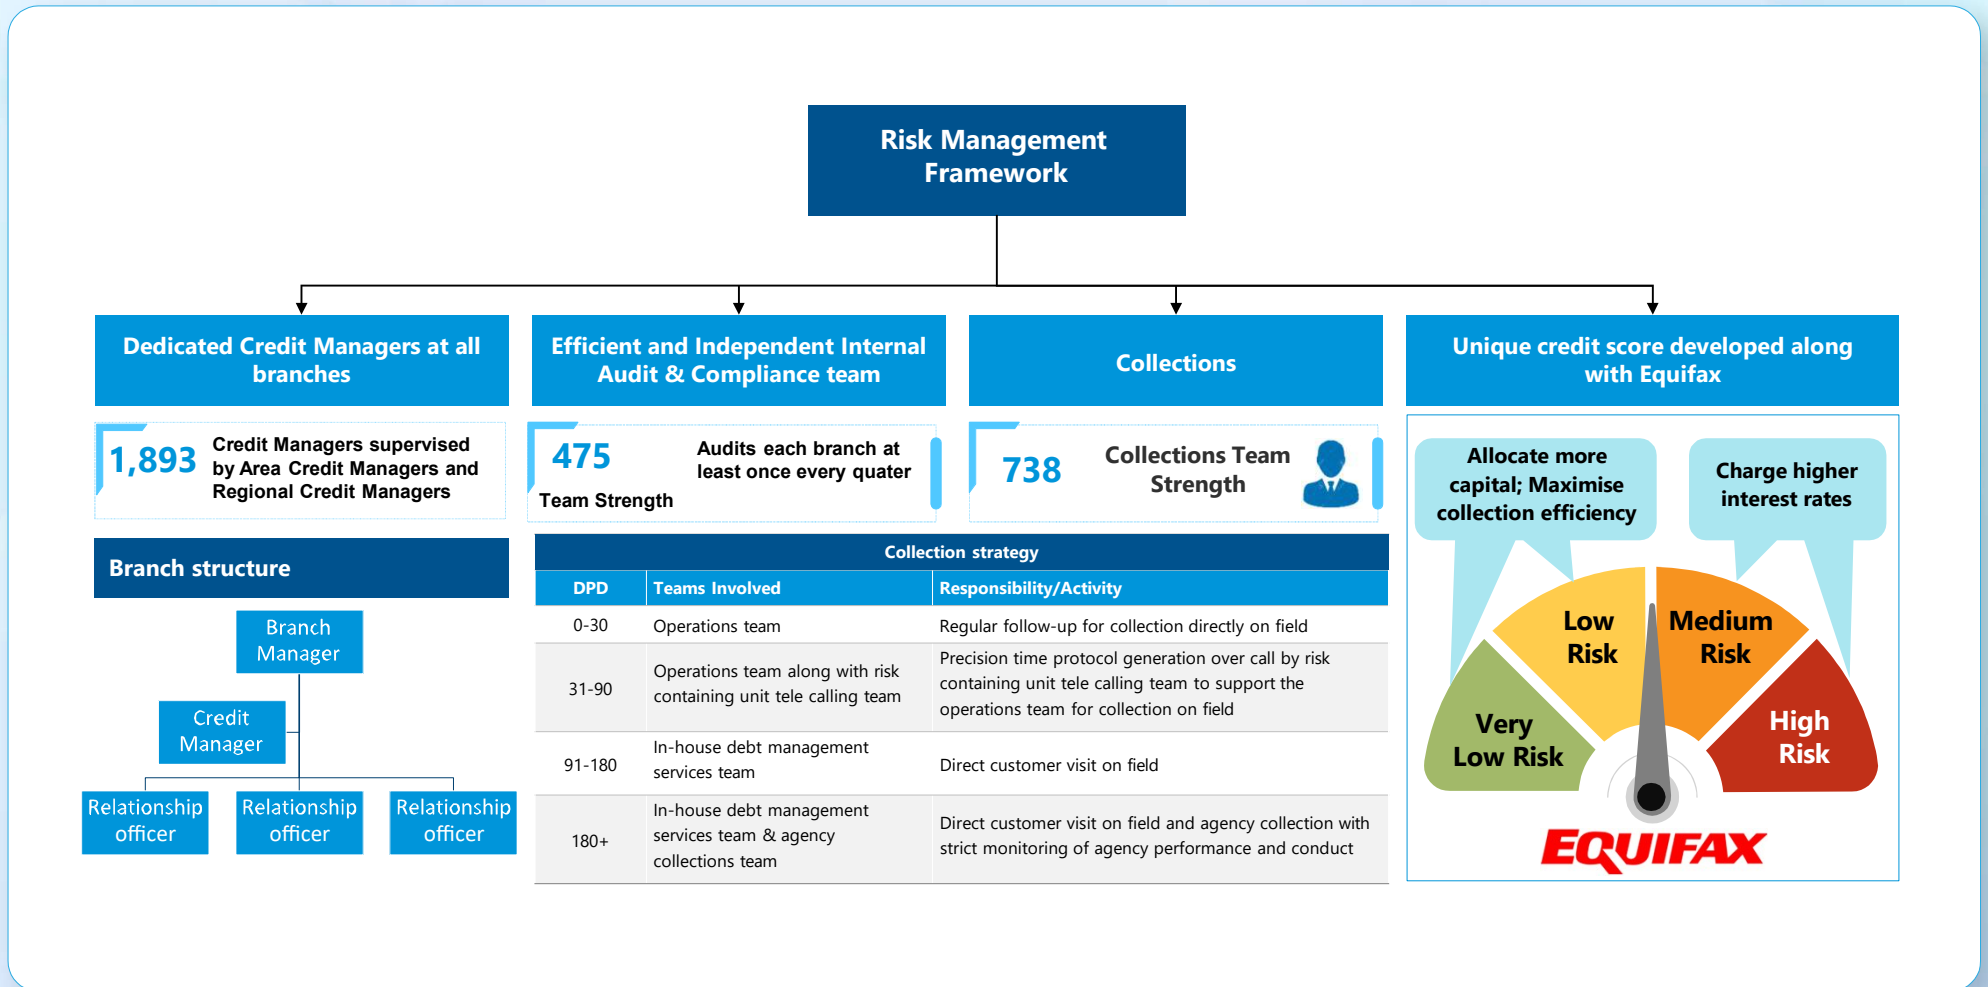 Risk Management
Framework
Dedicated Credit Managers at all
branches
1,893
Credit Managers supervised
by Area Credit Managers and
Regional Credit Managers
Branch structure
Branch
Manager
Credit
Manager
Relationship
officer
Relationship
officer
Relationship
officer
Efficient and Independent Internal
Audit & Compliance team
475
Team Strength
Audits each branch at
least once every quater
Collections
738
Collections Team
Strength
Collection strategy
DPD Teams Involved Responsibility/Activity
0-30 Operations team Regular follow-up for collection directly on field
31-90
Operations team along with risk
containing unit tele calling team
Precision time protocol generation over call by risk
containing unit tele calling team to support the
operations team for collection on field
91-180
In-house debt management
services team
Direct customer visit on field
180+
In-house debt management
services team & agency
collections team
Direct customer visit on field and agency collection with
strict monitoring of agency performance and conduct
Unique credit score developed along
with Equifax
Allocate more
capital; Maximise
collection efficiency
Charge higher
interest rates
Very
Low Risk
Low
Risk
Medium
Risk
High
Risk
EQUIFAX